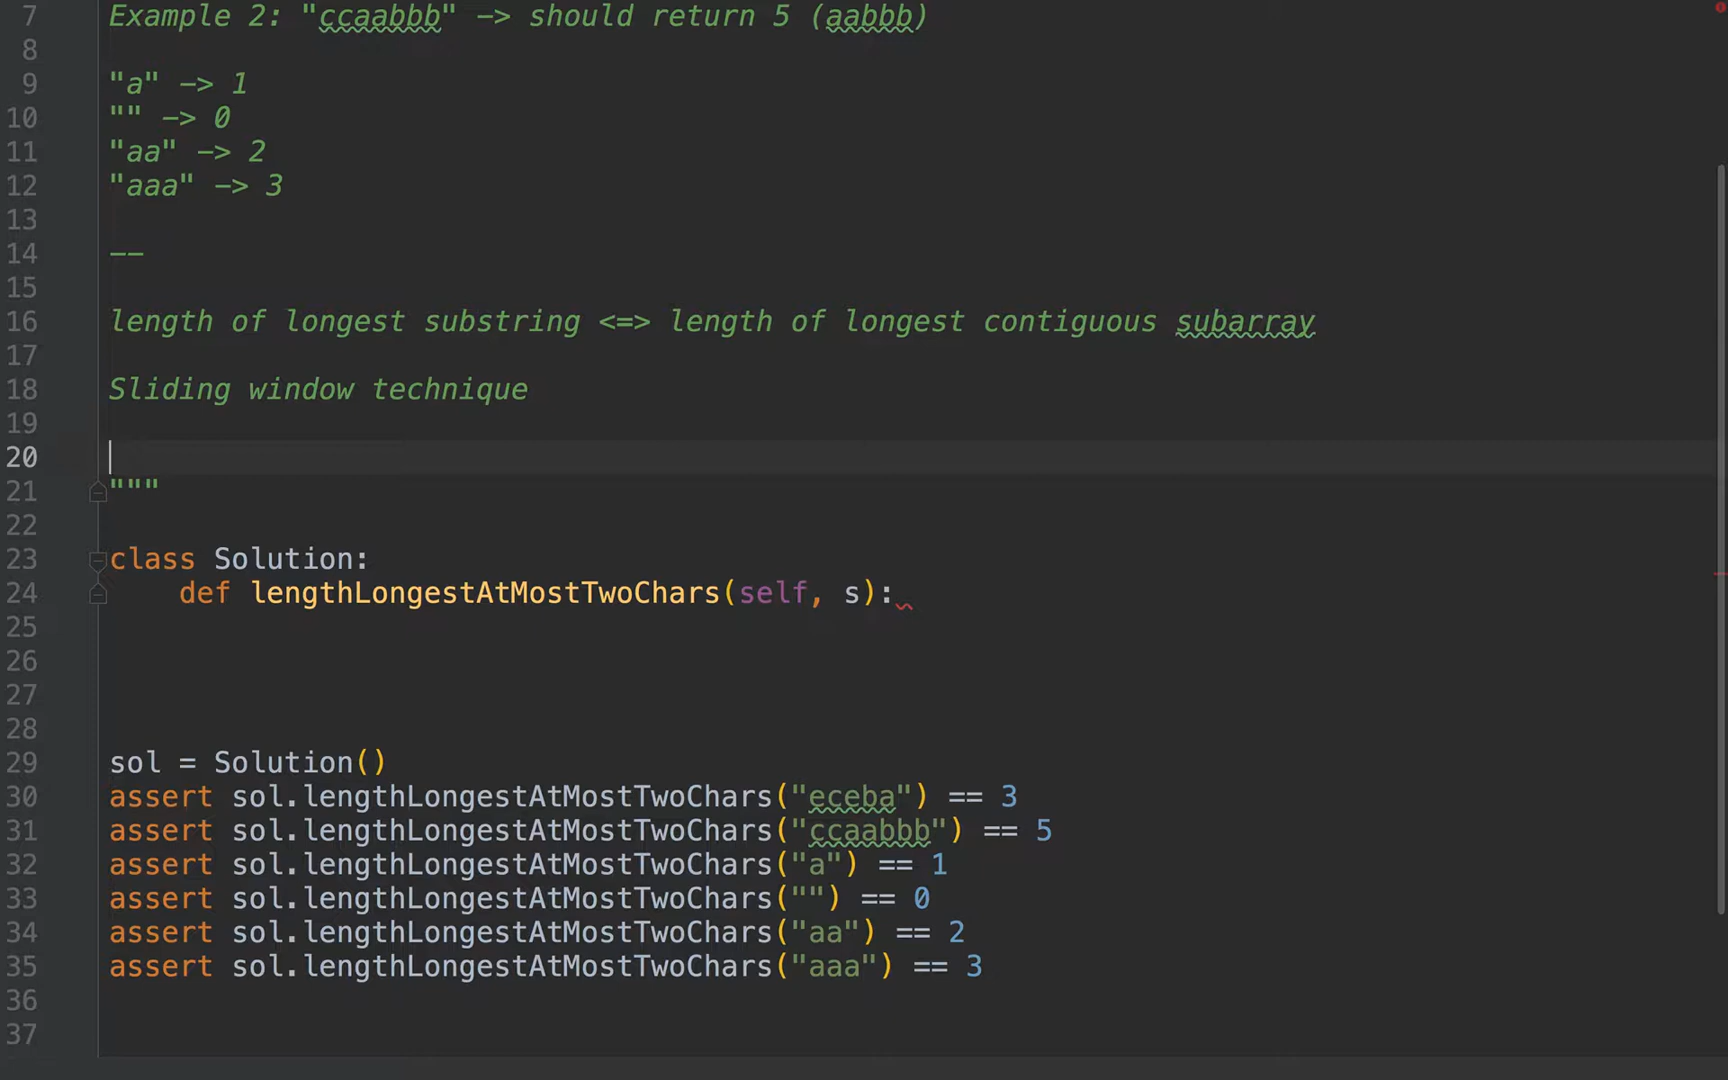 7 Example 2: "ccaabbb" -> should return 5 (aabbb)
8
9 "a" -> 1
10 "" -> 0
11 "aa" -> 2
12 "aaa" -> 3
13
14 --
15
16 length of longest substring <=> length of longest contiguous subarray
17
18 Sliding window technique
19
20
21 """
22
23 class Solution:
24     def lengthLongestAtMostTwoChars(self, s):
25
26
27
28
29 sol = Solution()
30 assert sol.lengthLongestAtMostTwoChars("eceba") == 3
31 assert sol.lengthLongestAtMostTwoChars("ccaabbb") == 5
32 assert sol.lengthLongestAtMostTwoChars("a") == 1
33 assert sol.lengthLongestAtMostTwoChars("") == 0
34 assert sol.lengthLongestAtMostTwoChars("aa") == 2
35 assert sol.lengthLongestAtMostTwoChars("aaa") == 3
36
37